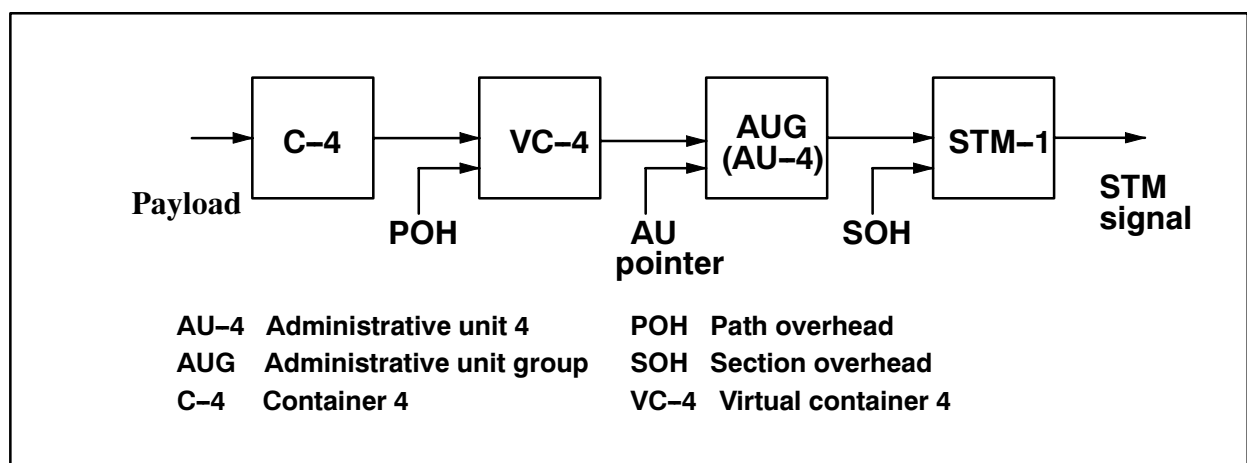 C–4
VC–4
AUG
(AU–4)
STM–1
Payload
POH
AU
pointer
SOH
STM
signal
AU–4 Administrative unit 4
AUG Administrative unit group
C–4 Container 4
POH Path overhead
SOH Section overhead
VC–4 Virtual container 4